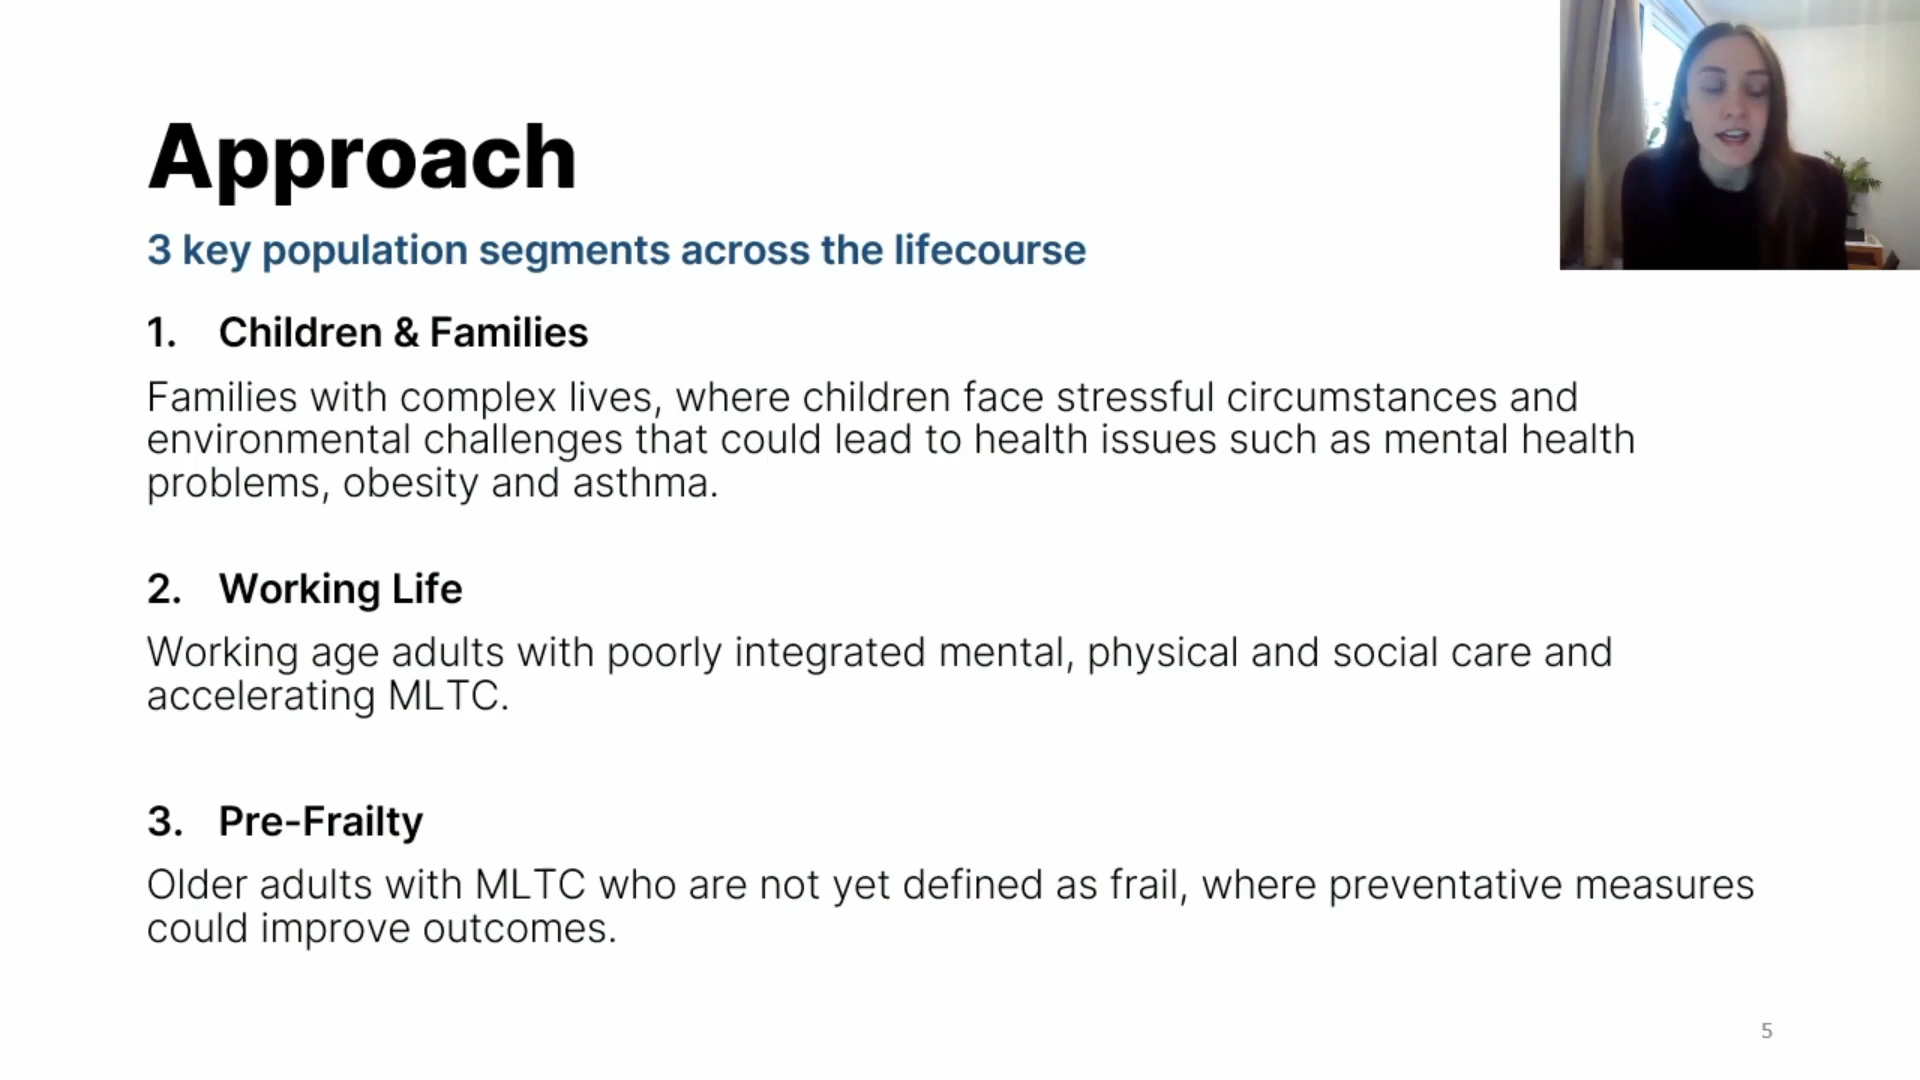 Approach
3 key population segments across the lifecourse
1. Children & Families
Families with complex lives, where children face stressful circumstances and
environmental challenges that could lead to health issues such as mental health
problems, obesity and asthma.
2. Working Life
Working age adults with poorly integrated mental, physical and social care and
accelerating MLTC.
3. Pre-Frailty
Older adults with MLTC who are not yet defined as frail, where preventative measures
could improve outcomes.
5